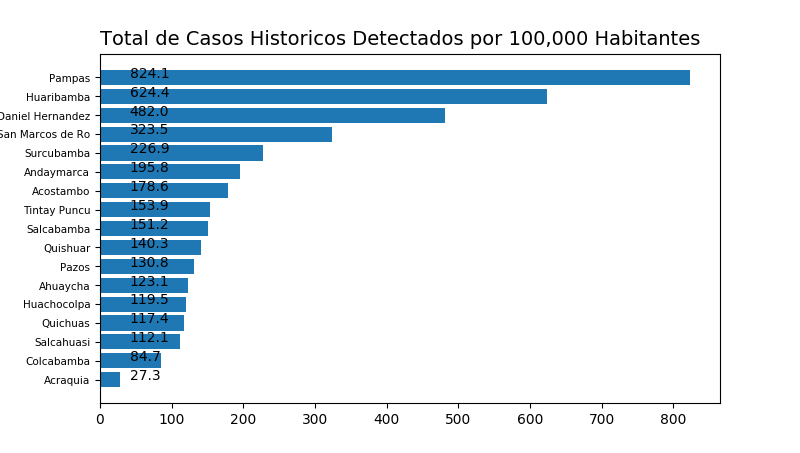 Total de Casos Historicos Detectados por 100,000 Habitantes
Pampas 824.1
Huaribamba 624.4
Daniel Hernandez 482.0
San Marcos de Ro 323.5
Surcubamba 226.9
Andaymarca 195.8
Acostambo 178.6
Tintay Puncu 153.9
Salcabamba 151.2
Quishuar 140.3
Pazos 130.8
Ahuaycha 123.1
Huachocolpa 119.5
Quichuas 117.4
Salcahuasi 112.1
Colcabamba 84.7
Acraquia 27.3
0 100 200 300 400 500 600 700 800